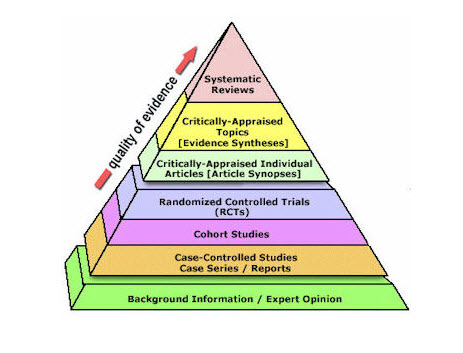 quality of evidence
Systematic
Reviews
Critically-Appraised
Topics
[Evidence Syntheses]
Critically-Appraised Individual
Articles [Article Synopses]
Randomized Controlled Trials
(RCTs)
Cohort Studies
Case-Controlled Studies
Case Series / Reports
Background Information / Expert Opinion